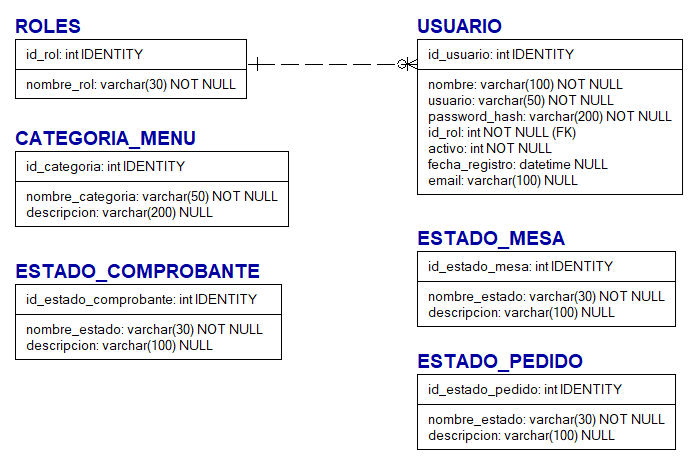 ROLES
id_rol: int IDENTITY
nombre_rol: varchar(30) NOT NULL
USUARIO
id_usuario: int IDENTITY
nombre: varchar(100) NOT NULL
usuario: varchar(50) NOT NULL
password_hash: varchar(200) NOT NULL
id_rol: int NOT NULL (FK)
activo: int NOT NULL
fecha_registro: datetime NULL
email: varchar(100) NULL
CATEGORIA_MENU
id_categoria: int IDENTITY
nombre_categoria: varchar(50) NOT NULL
descripcion: varchar(200) NULL
ESTADO_MESA
id_estado_mesa: int IDENTITY
nombre_estado: varchar(30) NOT NULL
descripcion: varchar(100) NULL
ESTADO_COMPROBANTE
id_estado_comprobante: int IDENTITY
nombre_estado: varchar(30) NOT NULL
descripcion: varchar(100) NULL
ESTADO_PEDIDO
id_estado_pedido: int IDENTITY
nombre_estado: varchar(30) NOT NULL
descripcion: varchar(100) NULL